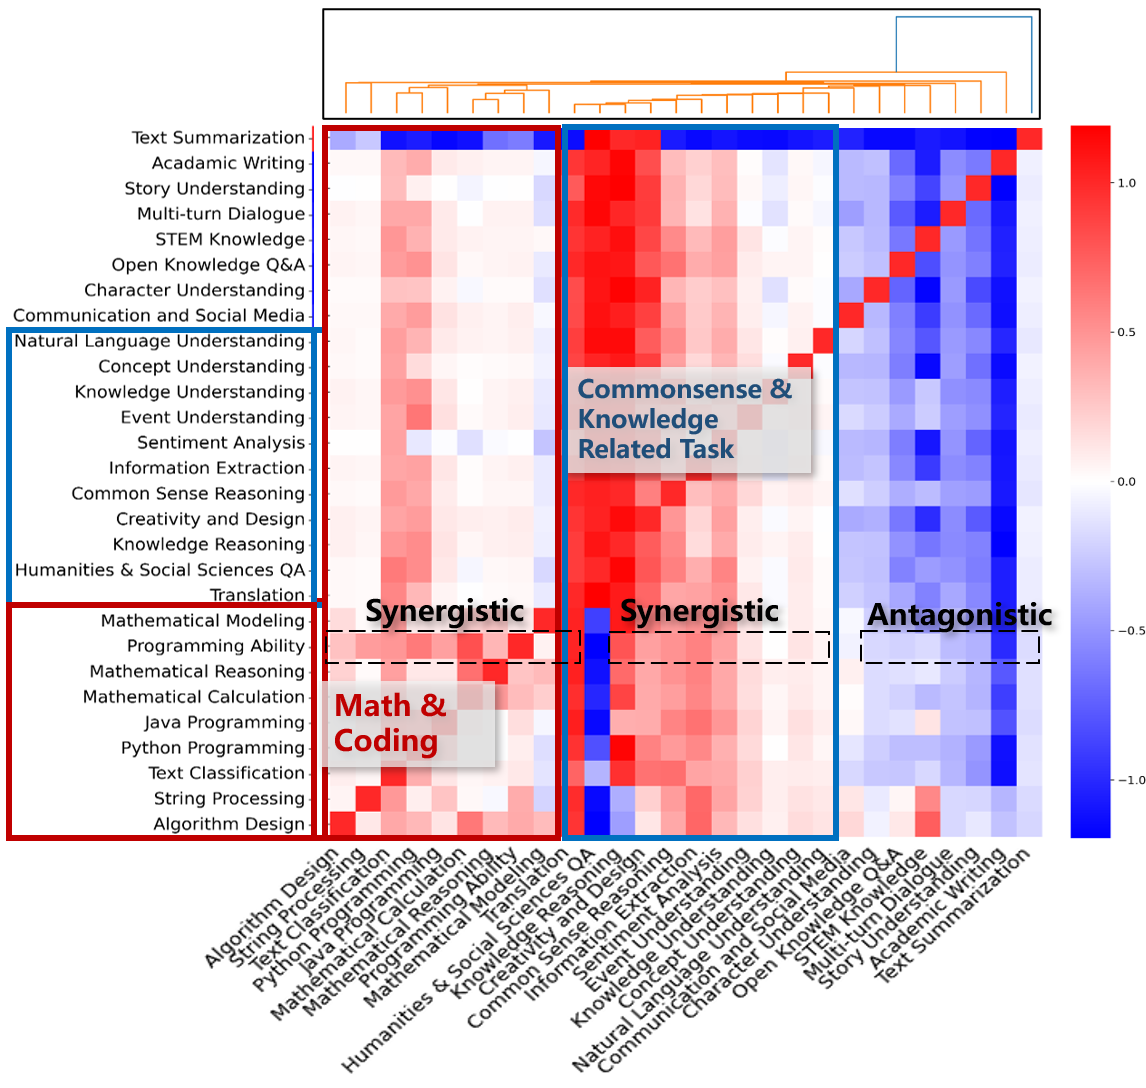 Text Summarization
Acadamic Writing
Story Understanding
Multi-turn Dialogue
STEM Knowledge
Open Knowledge Q&A
Character Understanding
Communication and Social Media
Natural Language Understanding
Concept Understanding
Knowledge Understanding
Event Understanding
Sentiment Analysis
Information Extraction
Common Sense Reasoning
Creativity and Design
Knowledge Reasoning
Humanities & Social Sciences QA
Translation
Mathematical Modeling
Programming Ability
Mathematical Reasoning
Mathematical Calculation
Java Programming
Python Programming
Text Classification
String Processing
Algorithm Design
Commonsense &
Knowledge
Related Task
Synergistic
Synergistic
Antagonistic
Math &
Coding
1.0
0.5
0.0
−0.5
−1.0
Algorithm Design
String Processing
Text Classification
Python Programming
Java Programming
Mathematical Calculation
Mathematical Reasoning
Programming Ability
Mathematical Modeling
Translation
Humanities & Social Sciences QA
Knowledge Reasoning
Creativity and Design
Common Sense Reasoning
Information Extraction
Sentiment Analysis
Event Understanding
Knowledge Understanding
Concept Understanding
Natural Language Understanding
Communication and Social Media
Character Understanding
Open Knowledge Q&A
STEM Knowledge
Multi-turn Dialogue
Story Understanding
Academic Writing
Text Summarization